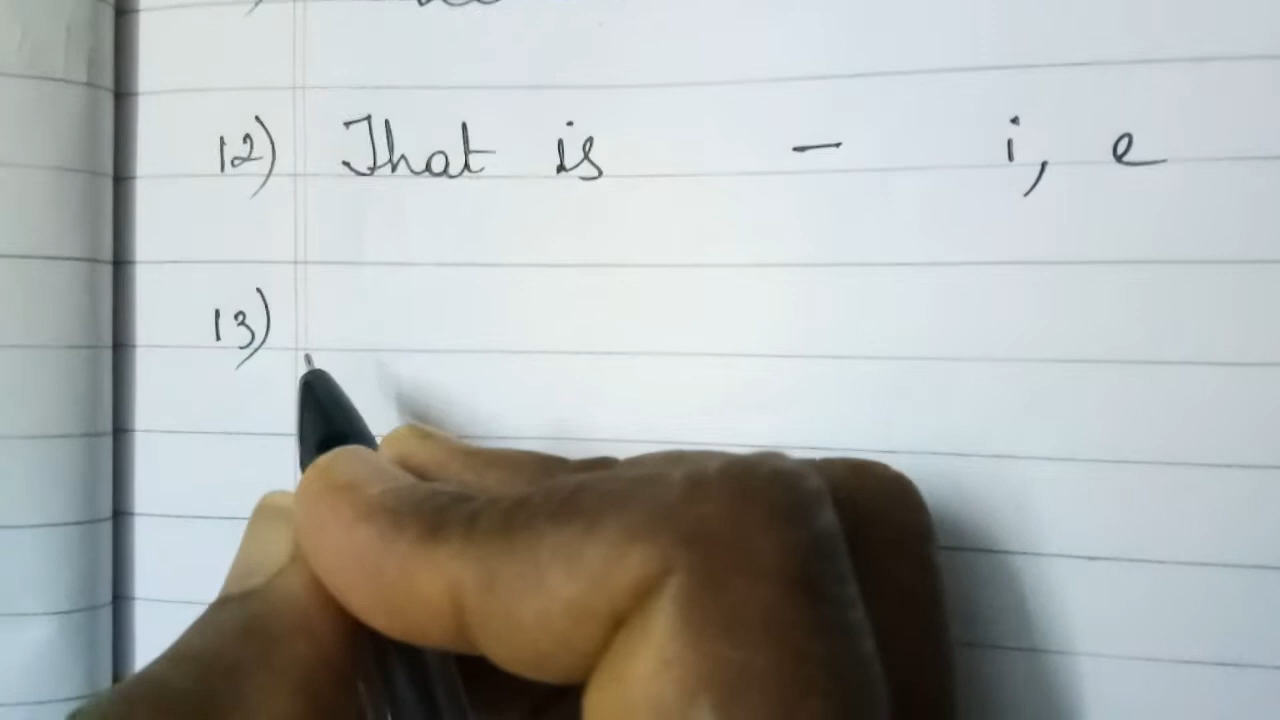 12) That is - i, e
13)